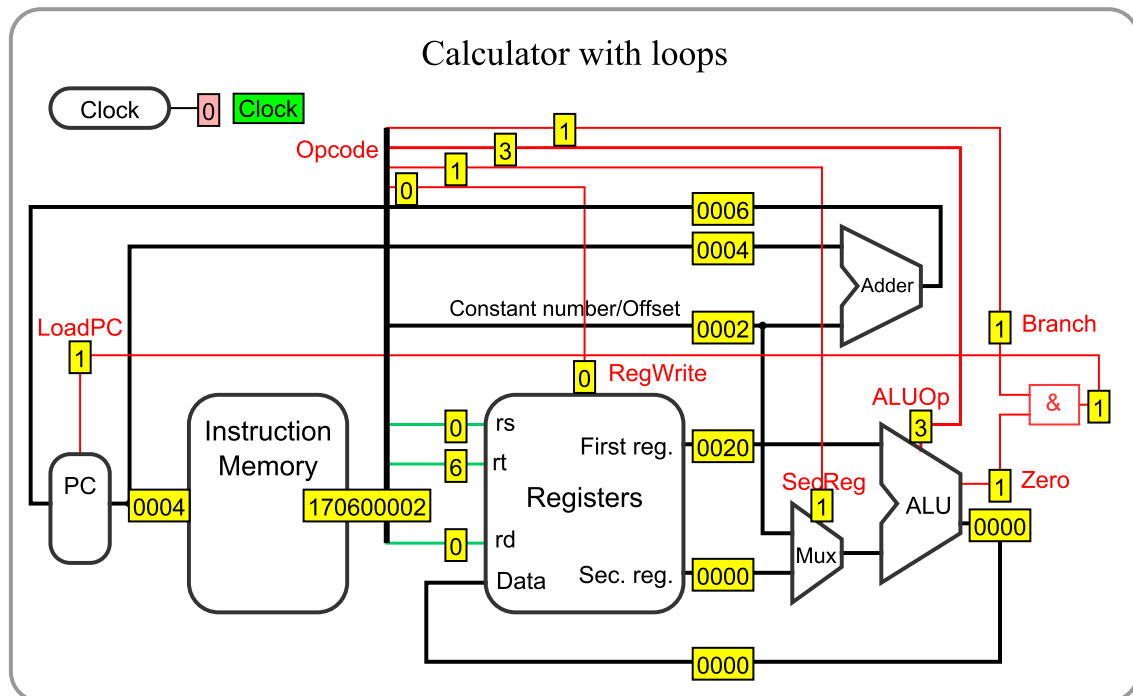 Calculator with loops
Clock
0
Clock
Opcode
1
3
1
0
0006
0004
Adder
Constant number/Offset
0002
LoadPC
1
1
Branch
0
RegWrite
ALUOp
3
&
1
Instruction
Memory
PC
0004
170600002
0
rs
6
rt
0
rd
Data
Registers
First reg.
Sec. reg.
0020
0000
SecReg
1
Mux
ALU
1
Zero
0000
0000